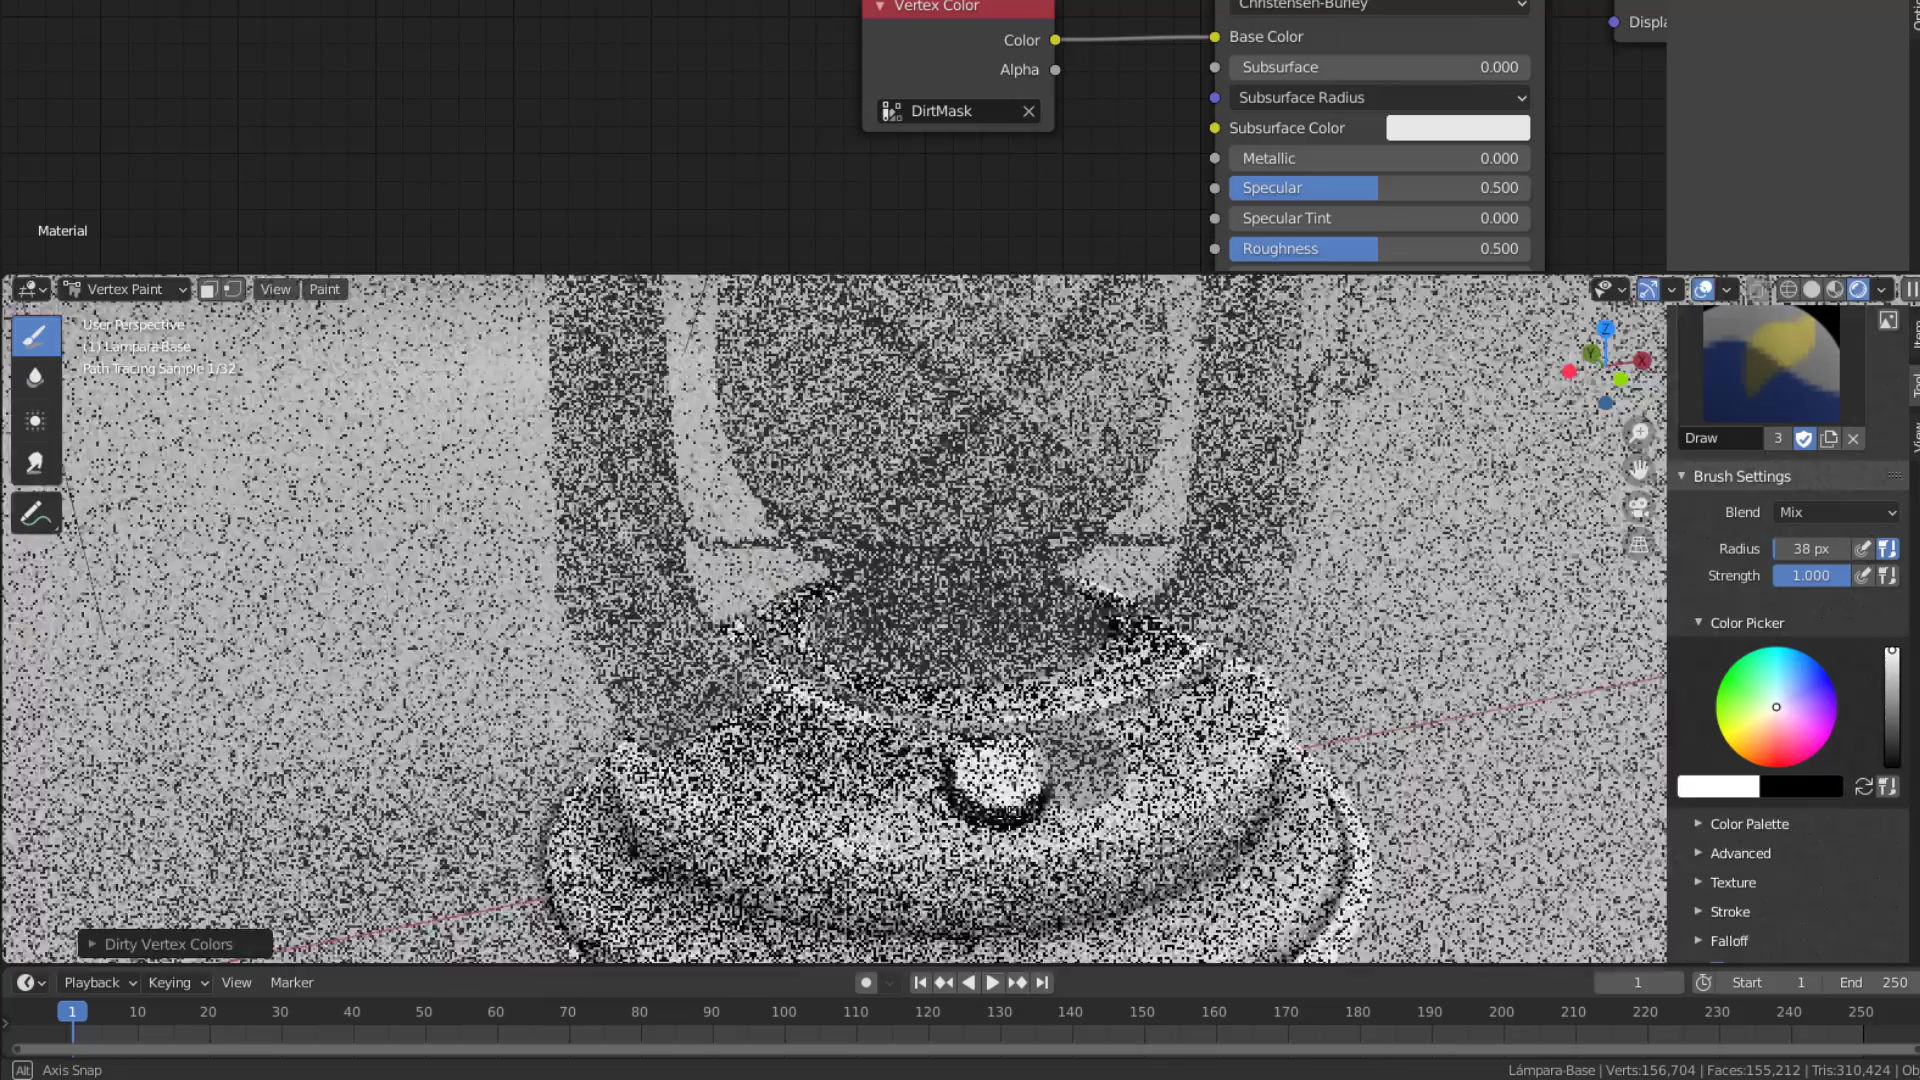 Vertex Color
Christensen-Burley
Color
Base Color
Displa
Alpha
Subsurface 0.000
DirtMask
Subsurface Radius
Subsurface Color
Metallic 0.000
Specular 0.500
Specular Tint 0.000
Material
Roughness 0.500
Vertex Paint
View
Paint
User Perspective
(1) Lámpara-Base
Path Tracing Sample 1/32
Z
Y
X
Item
Tool
View
Draw 3
Brush Settings
Blend Mix
Radius 38 px
Strength 1.000
Color Picker
Color Palette
Advanced
Texture
Stroke
Falloff
Dirty Vertex Colors
Playback
Keying
View
Marker
1
Start 1
End 250
1 10 20 30 40 50 60 70 80 90 100 110 120 130 140 150 160 170 180 190 200 210 220 230 240 250
Alt Axis Snap
Lámpara-Base | Verts:156,704 | Faces:155,212 | Tris:310,424 | Ob